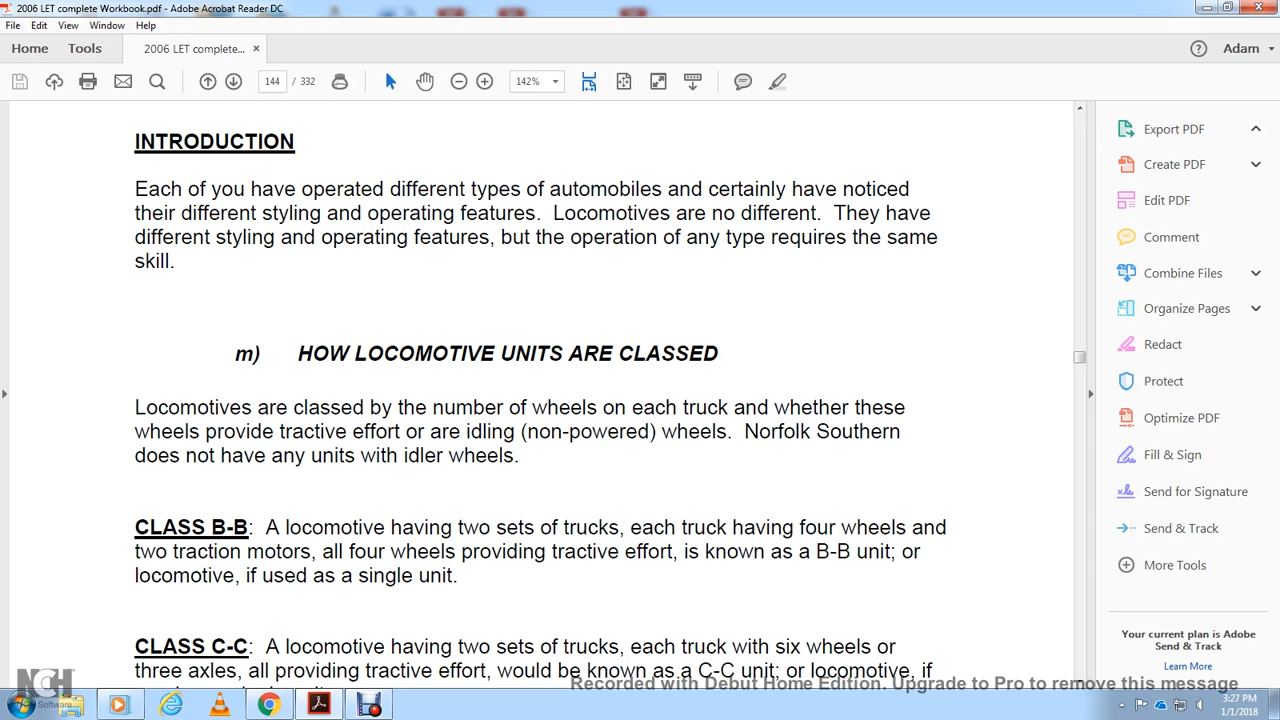 2006 LET complete Workbook.pdf - Adobe Acrobat Reader DC
File Edit View Window Help
Home Tools 2006 LET complete... × Adam
144 / 332 142%
INTRODUCTION
Each of you have operated different types of automobiles and certainly have noticed
their different styling and operating features. Locomotives are no different. They have
different styling and operating features, but the operation of any type requires the same
skill.
m) HOW LOCOMOTIVE UNITS ARE CLASSED
Locomotives are classed by the number of wheels on each truck and whether these
wheels provide tractive effort or are idling (non-powered) wheels. Norfolk Southern
does not have any units with idler wheels.
CLASS B-B: A locomotive having two sets of trucks, each truck having four wheels and
two traction motors, all four wheels providing tractive effort, is known as a B-B unit; or
locomotive, if used as a single unit.
CLASS C-C: A locomotive having two sets of trucks, each truck with six wheels or
three axles, all providing tractive effort, would be known as a C-C unit; or locomotive, if
Export PDF
Create PDF
Edit PDF
Comment
Combine Files
Organize Pages
Redact
Protect
Optimize PDF
Fill & Sign
Send for Signature
Send & Track
More Tools
Your current plan is Adobe
Send & Track
Learn More
Recorded with Debut Home Edition. Upgrade to Pro to remove this message
NCH
Software
3:27 PM
1/1/2018